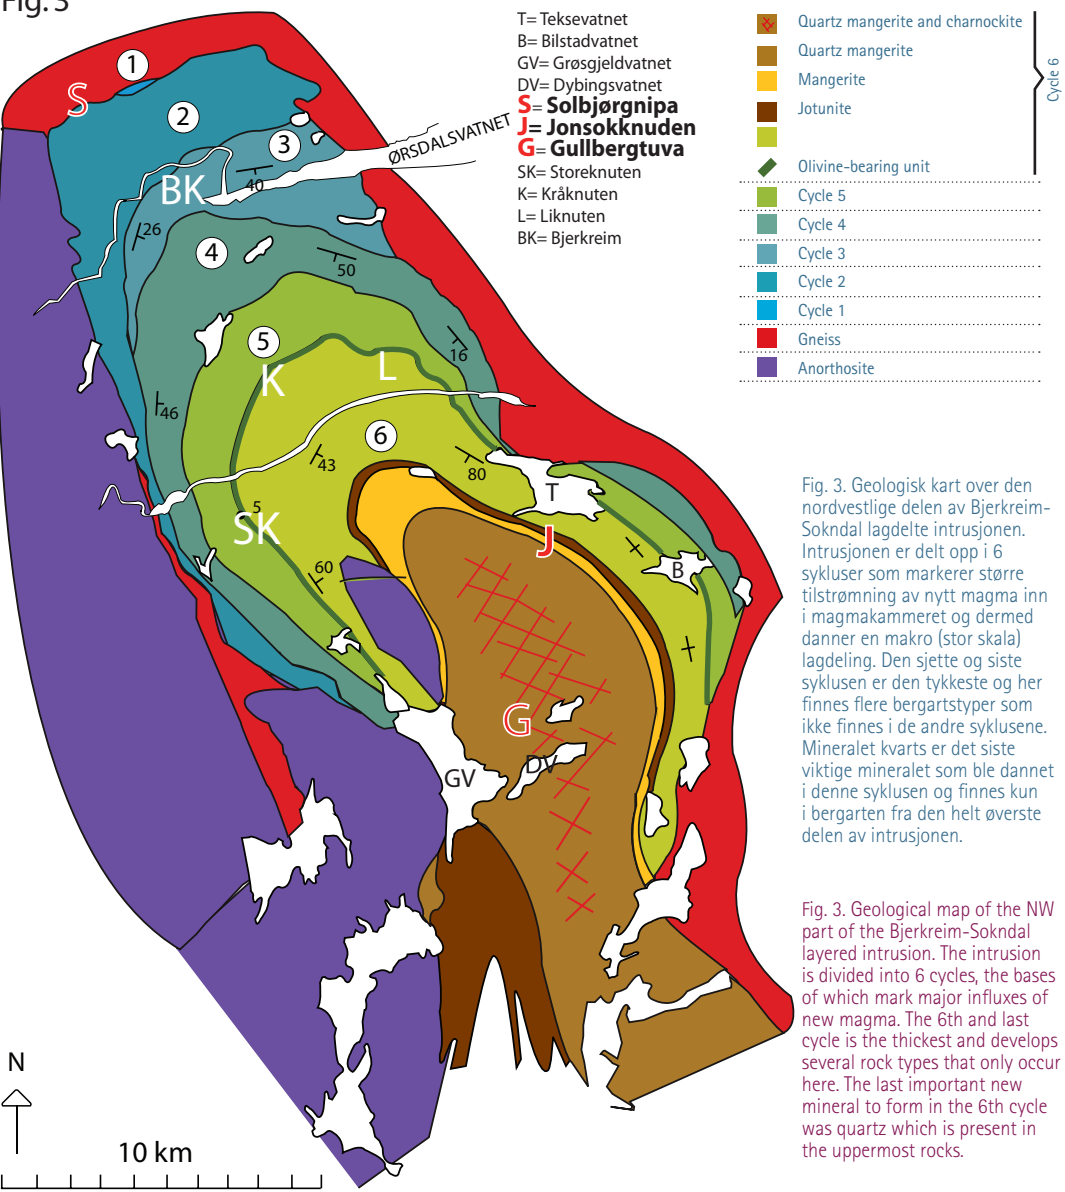 Fig. 3
T= Teksevatnet
B= Bilstadvatnet
GV= Grøsgjeldvatnet
DV= Dybingsvatnet
S= Solbjørgnipa
J= Jonsokknuden
G= Gullbergtuva
SK= Storeknuten
K= Kråknuten
L= Liknuten
BK= Bjerkreim
Quartz mangerite and charnockite
Quartz mangerite
Mangerite
Jotunite
Olivine-bearing unit
Cycle 6
Cycle 5
Cycle 4
Cycle 3
Cycle 2
Cycle 1
Gneiss
Anorthosite
1
S
2
3
ØRSDALSVATNET
BK
40
26
4
50
5
16
K
L
46
6
43
80
T
5
SK
J
60
B
G
DV
GV
N
10 km
Fig. 3. Geologisk kart over den
nordvestlige delen av Bjerkreim-
Sokndal lagdelte intrusjonen.
Intrusjonen er delt opp i 6
sykluser som markerer større
tilstrømning av nytt magma inn
i magmakammeret og dermed
danner en makro (stor skala)
lagdeling. Den sjette og siste
syklusen er den tykkeste og her
finnes flere bergartstyper som
ikke finnes i de andre syklusene.
Mineralet kvarts er det siste
viktige mineralet som ble dannet
i denne syklusen og finnes kun
i bergarten fra den helt øverste
delen av intrusjonen.
Fig. 3. Geological map of the NW
part of the Bjerkreim-Sokndal
layered intrusion. The intrusion
is divided into 6 cycles, the bases
of which mark major influxes of
new magma. The 6th and last
cycle is the thickest and develops
several rock types that only occur
here. The last important new
mineral to form in the 6th cycle
was quartz which is present in
the uppermost rocks.